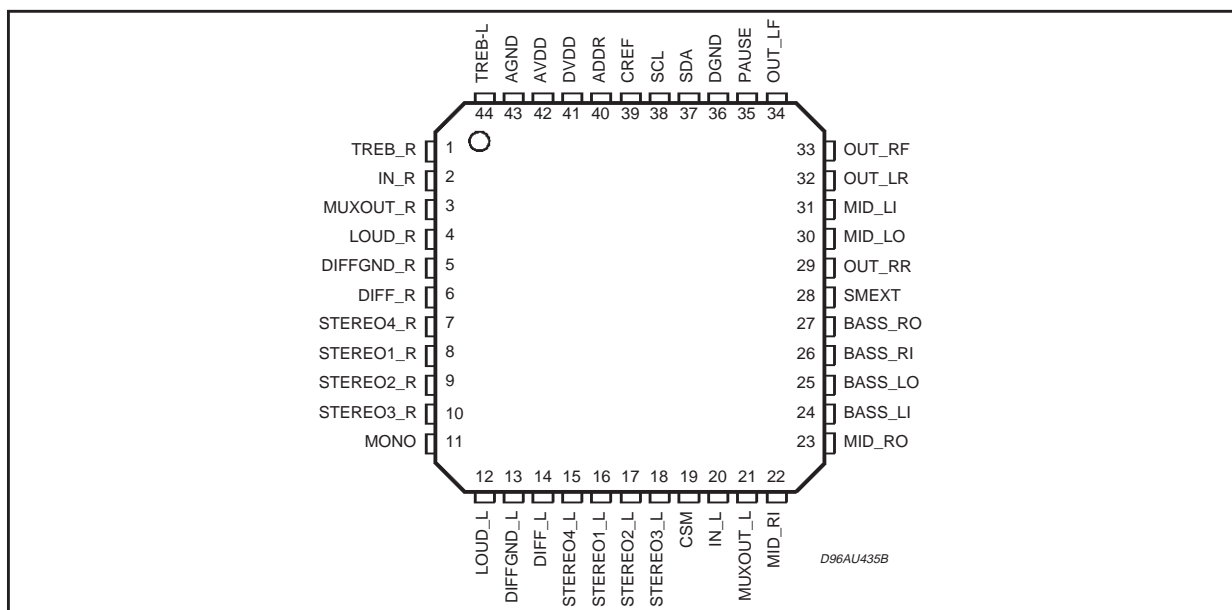 TREB-L
AGND
AVDD
DVDD
ADDR
CREF
SCL
SDA
DGND
PAUSE
OUT_LF
44 43 42 41 40 39 38 37 36 35 34
TREB_R 1 33 OUT_RF
IN_R 2 32 OUT_LR
MUXOUT_R 3 31 MID_LI
LOUD_R 4 30 MID_LO
DIFFGND_R 5 29 OUT_RR
DIFF_R 6 28 SMEXT
STEREO4_R 7 27 BASS_RO
STEREO1_R 8 26 BASS_RI
STEREO2_R 9 25 BASS_LO
STEREO3_R 10 24 BASS_LI
MONO 11 23 MID_RO
12 13 14 15 16 17 18 19 20 21 22
LOUD_L
DIFFGND_L
DIFF_L
STEREO4_L
STEREO1_L
STEREO2_L
STEREO3_L
CSM
IN_L
MUXOUT_L
MID_RI
D96AU435B